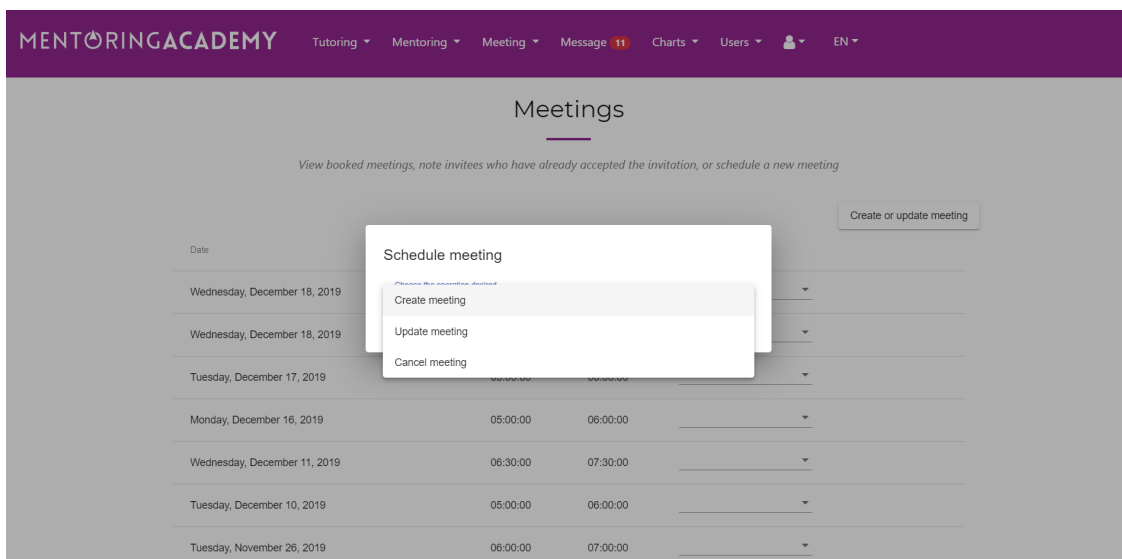 MENTORINGACADEMY Tutoring Mentoring Meeting Message 11 Charts Users EN
Meetings
View booked meetings, note invitees who have already accepted the invitation, or schedule a new meeting
Create or update meeting
Date
Schedule meeting
Choose the operation desired
Create meeting
Update meeting
Cancel meeting
Wednesday, December 18, 2019
Wednesday, December 18, 2019
Tuesday, December 17, 2019
Monday, December 16, 2019 05:00:00 06:00:00
Wednesday, December 11, 2019 06:30:00 07:30:00
Tuesday, December 10, 2019 05:00:00 06:00:00
Tuesday, November 26, 2019 06:00:00 07:00:00